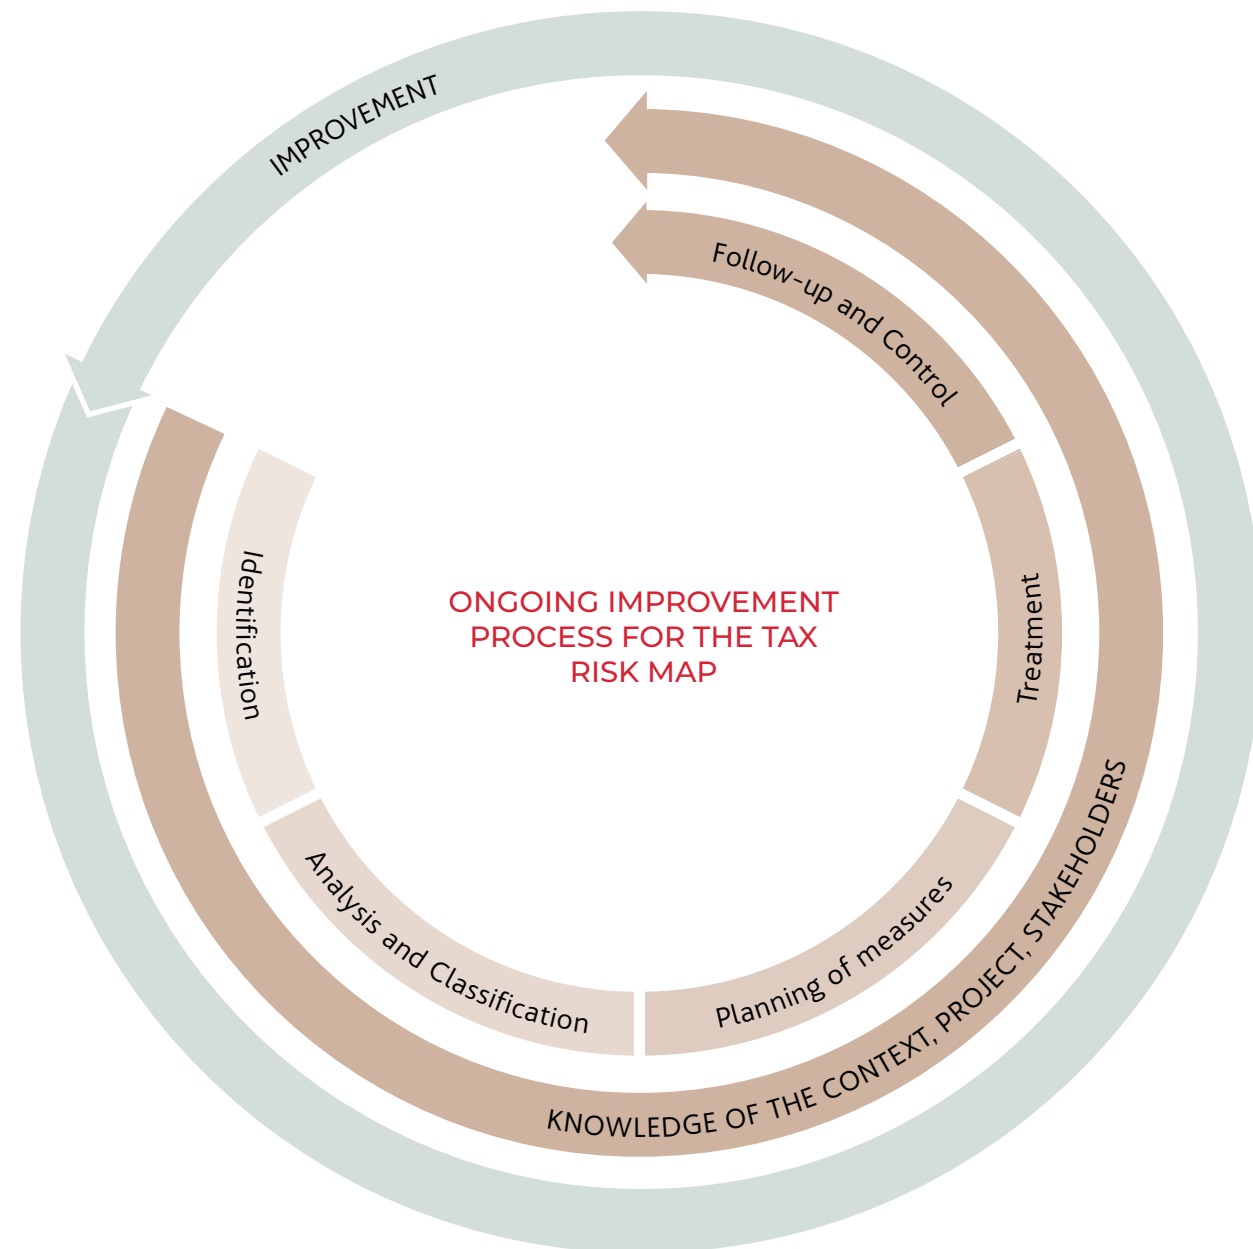 IMPROVEMENT
Follow-up and Control
Identification
ONGOING IMPROVEMENT
PROCESS FOR THE TAX
RISK MAP
Treatment
Analysis and Classification
Planning of measures
KNOWLEDGE OF THE CONTEXT, PROJECT, STAKEHOLDERS